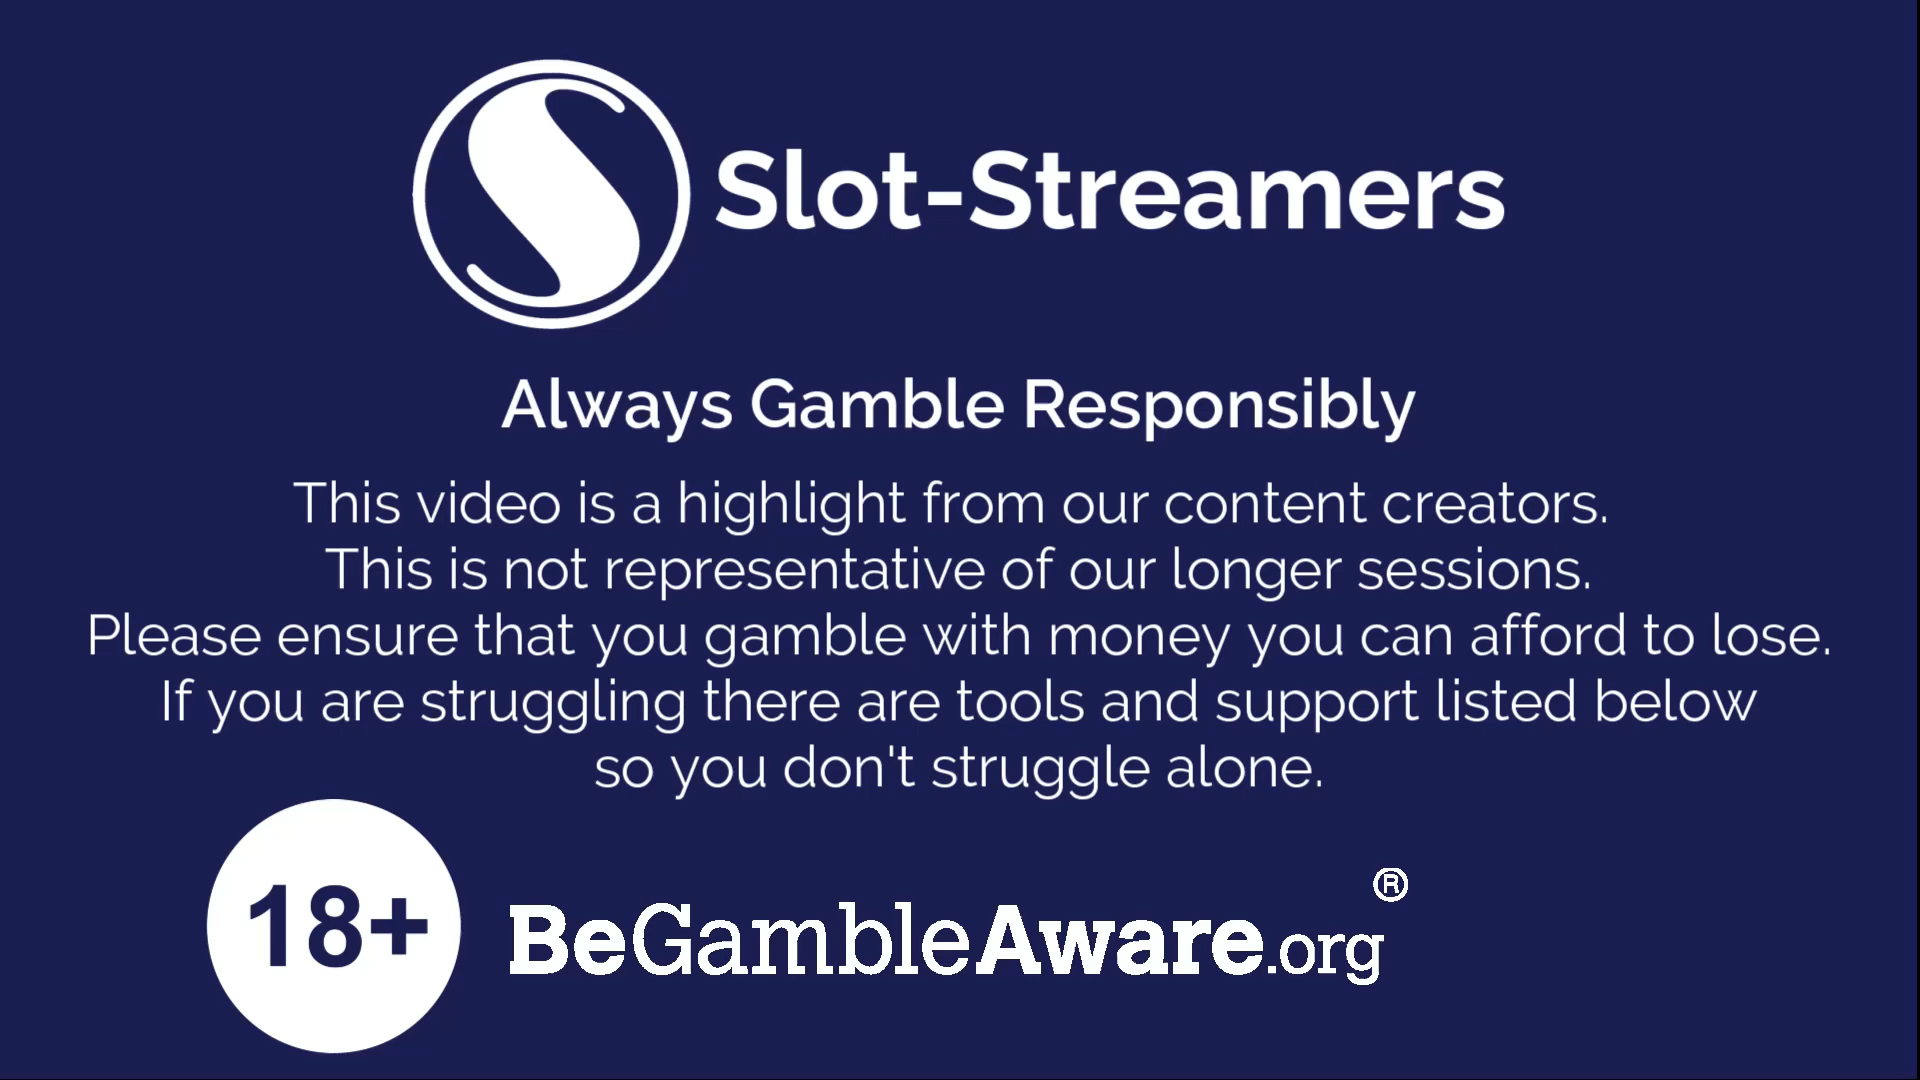 Slot-Streamers
Always Gamble Responsibly
This video is a highlight from our content creators.
This is not representative of our longer sessions.
Please ensure that you gamble with money you can afford to lose.
If you are struggling there are tools and support listed below
so you don't struggle alone.
18+
BeGambleAware.org®